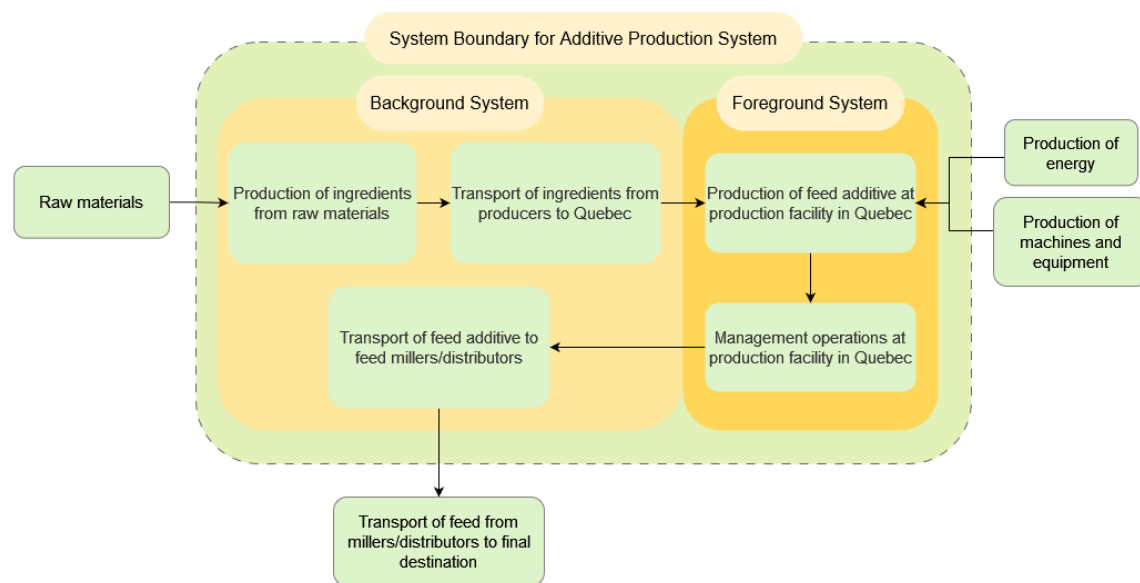 System Boundary for Additive Production System
Background System
Foreground System
Raw materials
Production of ingredients
from raw materials
Transport of ingredients from
producers to Quebec
Production of feed additive at
production facility in Quebec
Production of
energy
Production of
machines and
equipment
Transport of feed additive to
feed millers/distributors
Management operations at
production facility in Quebec
Transport of feed from
millers/distributors to final
destination